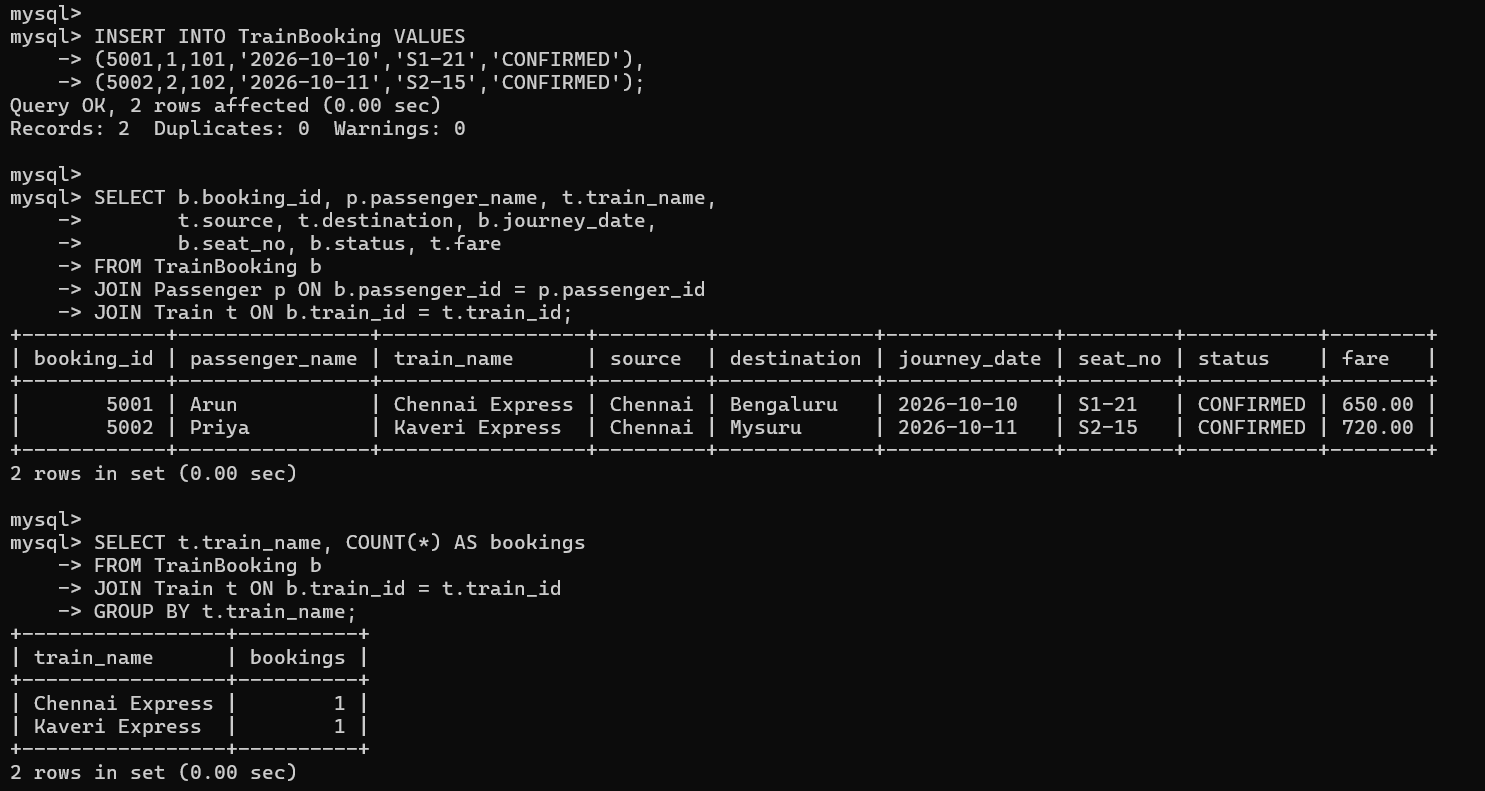 mysql>
mysql> INSERT INTO TrainBooking VALUES
    -> (5001,1,101,'2026-10-10','S1-21','CONFIRMED'),
    -> (5002,2,102,'2026-10-11','S2-15','CONFIRMED');
Query OK, 2 rows affected (0.00 sec)
Records: 2  Duplicates: 0  Warnings: 0

mysql>
mysql> SELECT b.booking_id, p.passenger_name, t.train_name,
    ->        t.source, t.destination, b.journey_date,
    ->        b.seat_no, b.status, t.fare
    -> FROM TrainBooking b
    -> JOIN Passenger p ON b.passenger_id = p.passenger_id
    -> JOIN Train t ON b.train_id = t.train_id;
+------------+----------------+-----------------+---------+-------------+--------------+---------+-----------+--------+
| booking_id | passenger_name | train_name      | source  | destination | journey_date | seat_no | status    | fare   |
+------------+----------------+-----------------+---------+-------------+--------------+---------+-----------+--------+
|       5001 | Arun           | Chennai Express | Chennai | Bengaluru   | 2026-10-10   | S1-21   | CONFIRMED | 650.00 |
|       5002 | Priya          | Kaveri Express  | Chennai | Mysuru      | 2026-10-11   | S2-15   | CONFIRMED | 720.00 |
+------------+----------------+-----------------+---------+-------------+--------------+---------+-----------+--------+
2 rows in set (0.00 sec)

mysql>
mysql> SELECT t.train_name, COUNT(*) AS bookings
    -> FROM TrainBooking b
    -> JOIN Train t ON b.train_id = t.train_id
    -> GROUP BY t.train_name;
+-----------------+----------+
| train_name      | bookings |
+-----------------+----------+
| Chennai Express |        1 |
| Kaveri Express  |        1 |
+-----------------+----------+
2 rows in set (0.00 sec)